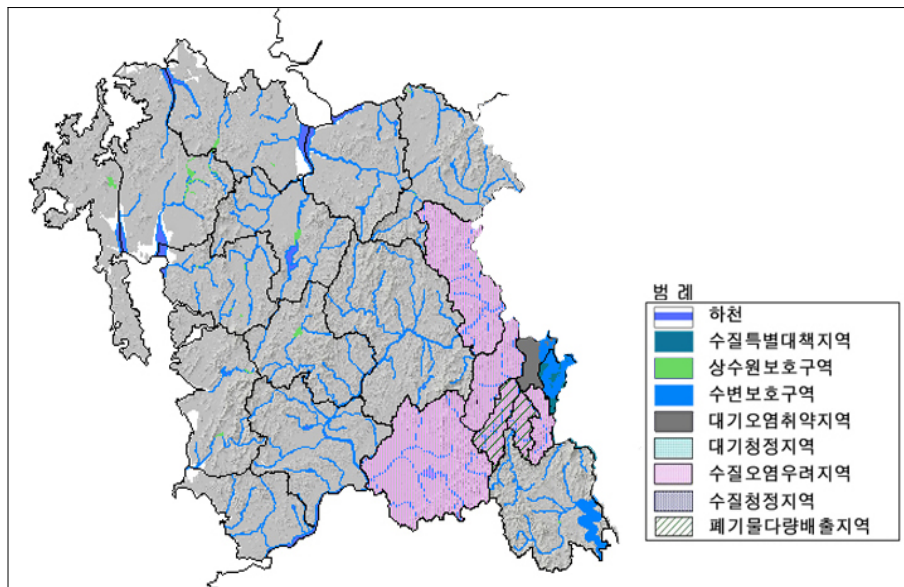 범 례
하천
수질특별대책지역
상수원보호구역
수변보호구역
대기오염취약지역
대기청정지역
수질오염우려지역
수질청정지역
폐기물다량배출지역